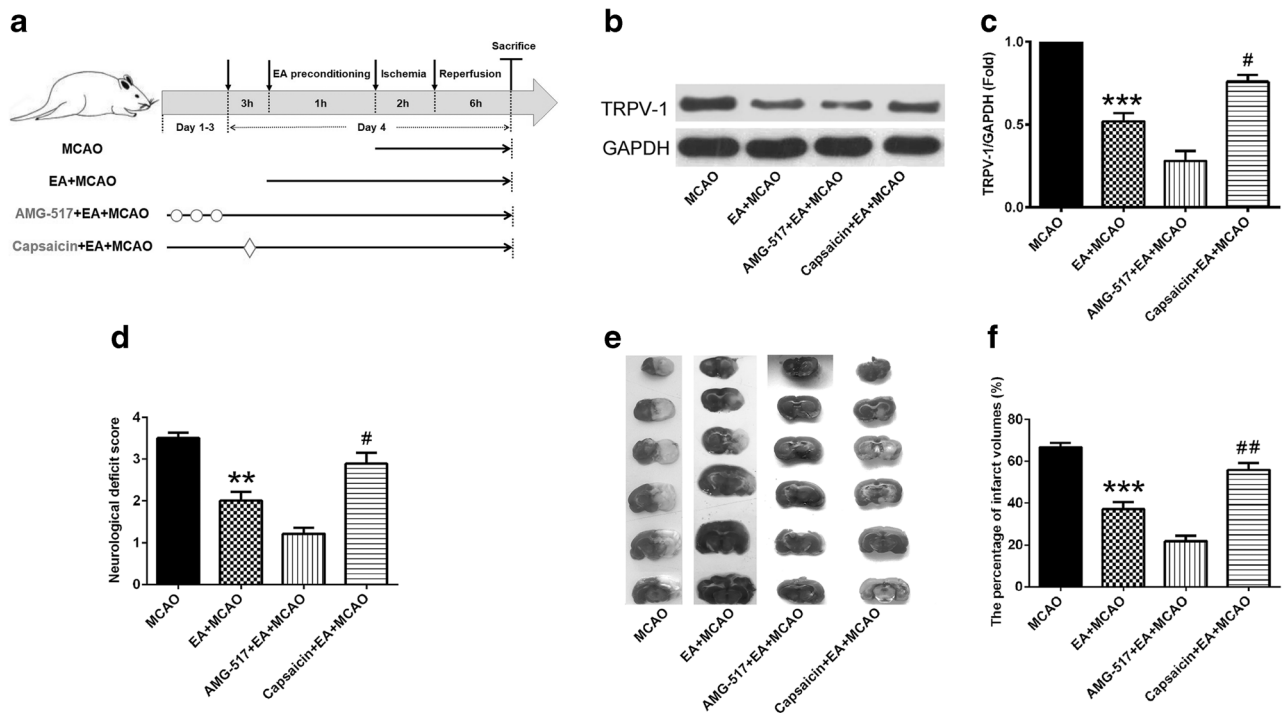 a
Sacrifice
EA preconditioning Ischemia Reperfusion
3h 1h 2h 6h
Day 1-3 Day 4
MCAO
EA+MCAO
AMG-517+EA+MCAO
Capsaicin+EA+MCAO
b
TRPV-1
GAPDH
MCAO
EA+MCAO
AMG-517+EA+MCAO
Capsaicin+EA+MCAO
c
TRPV-1/GAPDH (Fold)
1.0
0.5
0.0
***
#
MCAO
EA+MCAO
AMG-517+EA+MCAO
Capsaicin+EA+MCAO
d
Neurological deficit score
4
3
2
1
0
**
#
MCAO
EA+MCAO
AMG-517+EA+MCAO
Capsaicin+EA+MCAO
e
MCAO
EA+MCAO
AMG-517+EA+MCAO
Capsaicin+EA+MCAO
f
The percentage of infarct volumes (%)
80
60
40
20
0
***
##
MCAO
EA+MCAO
AMG-517+EA+MCAO
Capsaicin+EA+MCAO